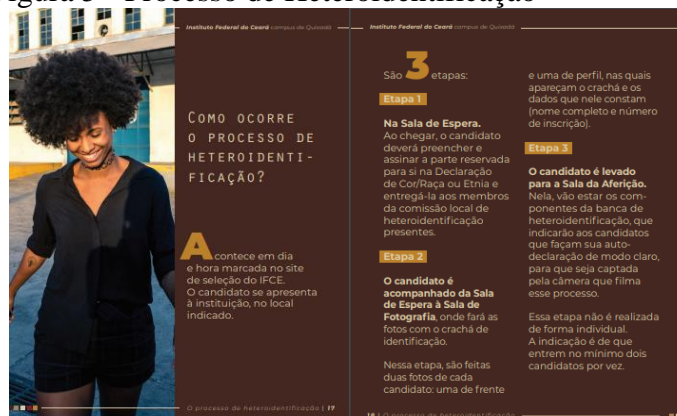 Figura 5 - Processo de Heteroidentificação
Instituto Federal do Ceará campus de Quixadá
COMO OCORRE
O PROCESSO DE
HETEROIDENTI-
FICAÇÃO?
Acontece em dia
e hora marcada no site
de seleção do IFCE.
O candidato se apresenta
à instituição, no local
indicado.
O processo de heteroidentificação | 17
Instituto Federal do Ceará campus de Quixadá
São 3 etapas:
Etapa 1
Na Sala de Espera.
Ao chegar, o candidato
deverá preencher e
assinar a parte reservada
para si na Declaração
de Cor/Raça ou Etnia e
entregá-la aos membros
da comissão local de
heteroidentificação
presentes.
Etapa 2
O candidato é
acompanhado da Sala
de Espera à Sala de
Fotografia, onde fará as
fotos com o crachá de
identificação.
Nessa etapa, são feitas
duas fotos de cada
candidato: uma de frente
e uma de perfil, nas quais
apareçam o crachá e os
dados que nele constam
(nome completo e número
de inscrição).
Etapa 3
O candidato é levado
para a Sala da Aferição.
Nela, vão estar os com-
ponentes da banca de
heteroidentificação, que
indicarão aos candidatos
que façam sua auto-
declaração de modo claro,
para que seja captada
pela câmera que filma
esse processo.
Essa etapa não é realizada
de forma individual.
A indicação é de que
entrem no mínimo dois
candidatos por vez.
18 | O processo de heteroidentificação